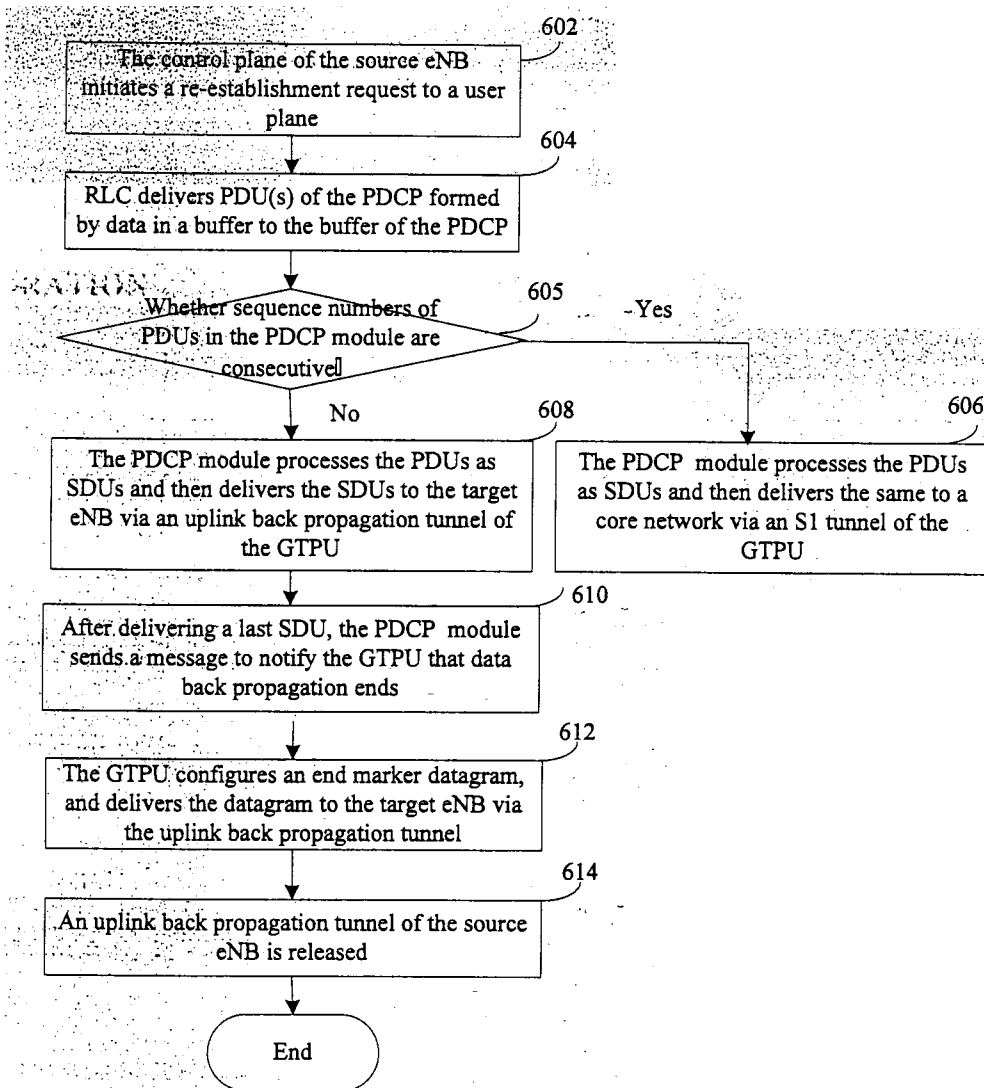 602
The control plane of the source eNB
initiates a re-establishment request to a user
plane
604
RLC delivers PDU(s) of the PDCP formed
by data in a buffer to the buffer of the PDCP
RATION
605
Whether sequence numbers of
PDUs in the PDCP module are
consecutive
Yes
No
608
The PDCP module processes the PDUs as
SDUs and then delivers the SDUs to the target
eNB via an uplink back propagation tunnel of
the GTPU
606
The PDCP module processes the PDUs
as SDUs and then delivers the same to a
core network via an S1 tunnel of the
GTPU
610
After delivering a last SDU, the PDCP module
sends a message to notify the GTPU that data
back propagation ends
612
The GTPU configures an end marker datagram,
and delivers the datagram to the target eNB via
the uplink back propagation tunnel
614
An uplink back propagation tunnel of the source
eNB is released
End